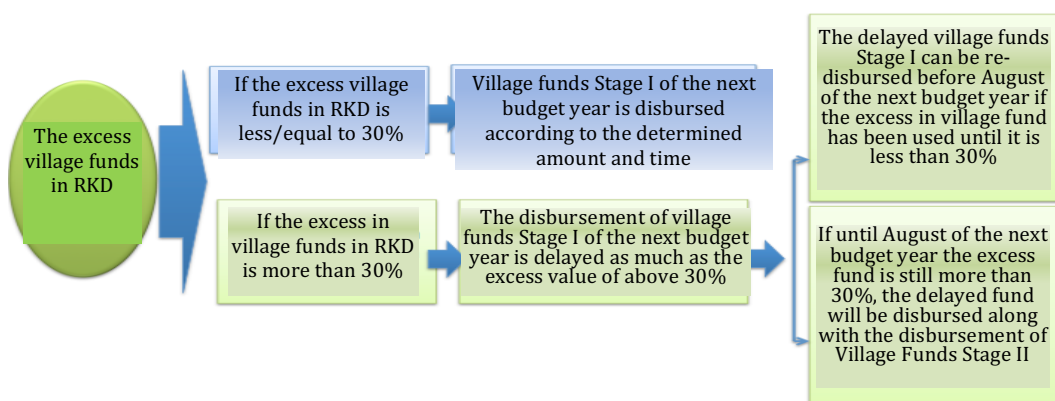 The excess
village funds
in RKD
If the excess village
funds in RKD is
less/equal to 30%
Village funds Stage I of the next
budget year is disbursed
according to the determined
amount and time
If the excess in
village funds in RKD
is more than 30%
The disbursement of village
funds Stage I of the next budget
year is delayed as much as the
excess value of above 30%
The delayed village funds
Stage I can be re-
disbursed before August
of the next budget year if
the excess in village fund
has been used until it is
less than 30%
If until August of the next
budget year the excess
fund is still more than
30%, the delayed fund
will be disbursed along
with the disbursement of
Village Funds Stage II